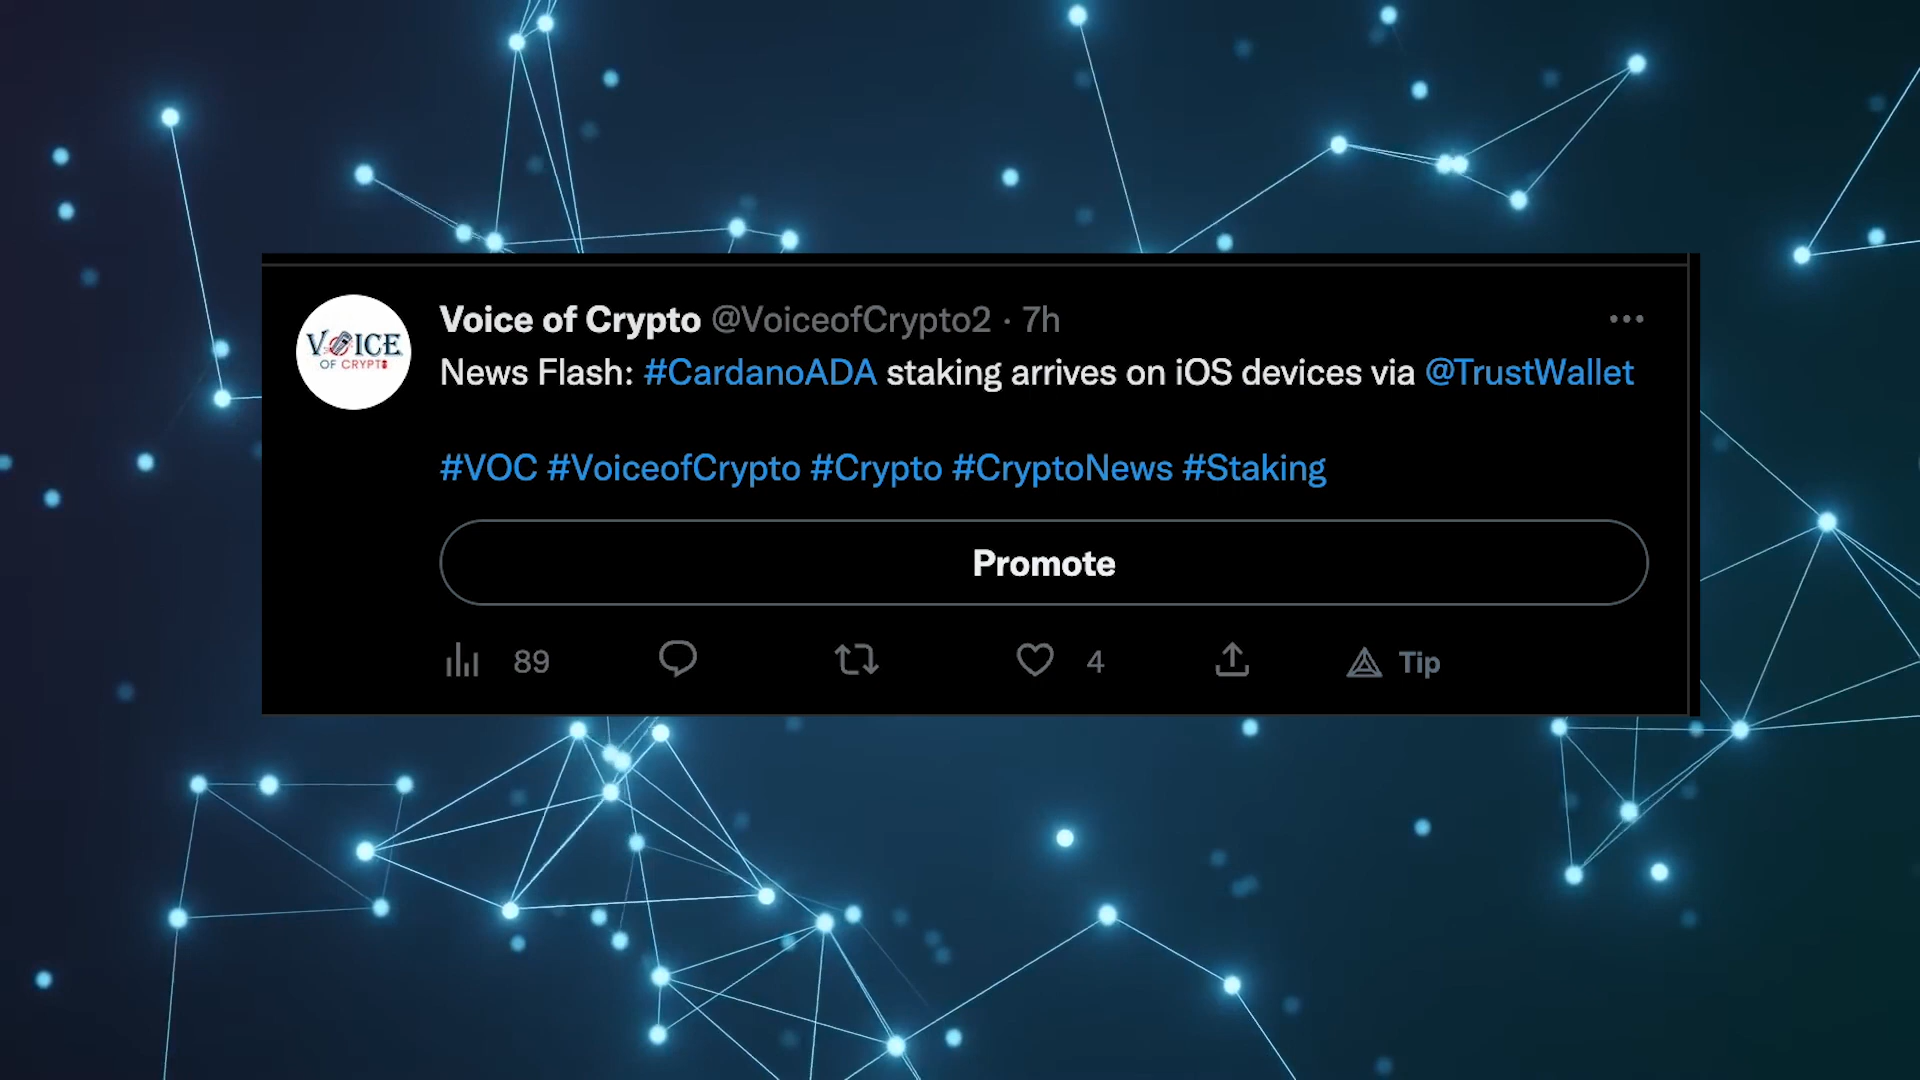 VOICE
OF CRYPTO
Voice of Crypto @VoiceofCrypto2 · 7h
News Flash: #CardanoADA staking arrives on iOS devices via @TrustWallet
#VOC #VoiceofCrypto #Crypto #CryptoNews #Staking
Promote
89 4 Tip